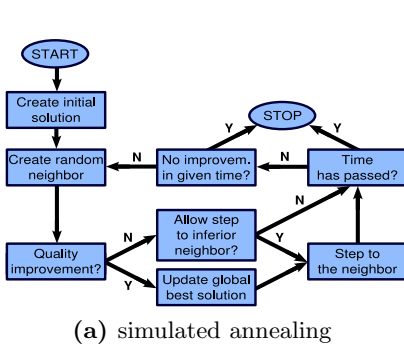 START
STOP
Create initial
solution
Y
Y
Create random
neighbor
N
No improvem.
in given time?
N
Time
has passed?
N
Allow step
to inferior
neighbor?
N
Y
Quality
improvement?
Y
Update global
best solution
Step to
the neighbor
(a) simulated annealing